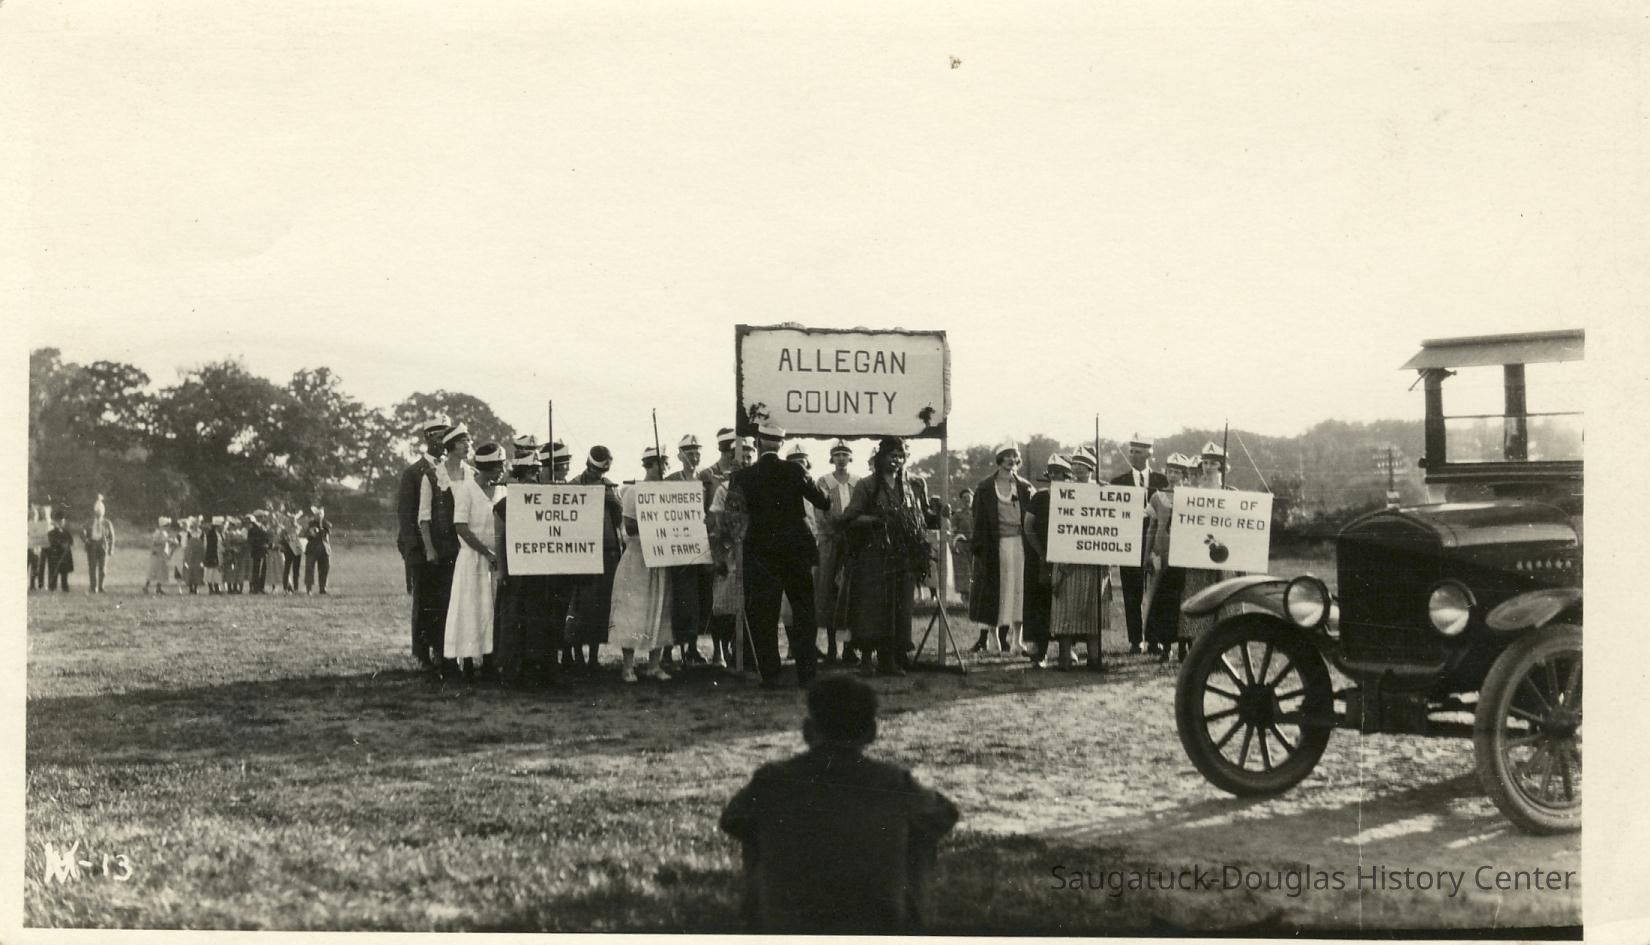 ALLEGAN
COUNTY
WE BEAT
WORLD
IN
PEPPERMINT
OUT NUMBERS
ANY COUNTY
IN U.S.
IN FARMS
WE LEAD
THE STATE IN
STANDARD
SCHOOLS
HOME OF
THE BIG RED
-13
Saugatuck-Douglas History Center